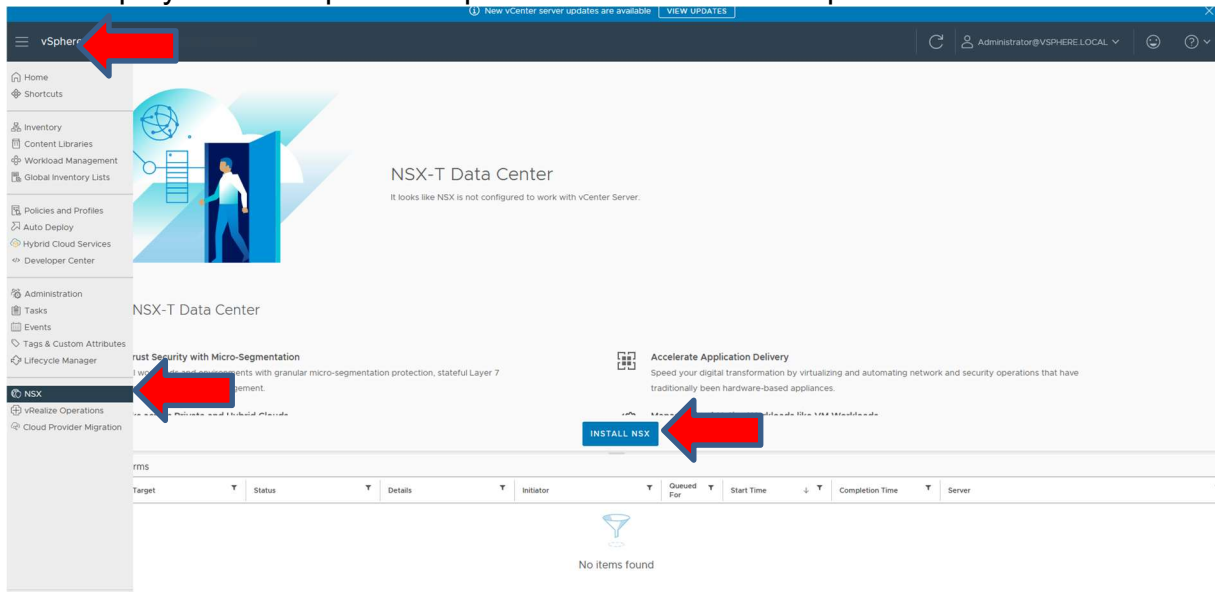 New vCenter server updates are available VIEW UPDATES
vSphere
Administrator@VSPHERE.LOCAL
Home
Shortcuts
Inventory
Content Libraries
Workload Management
Global Inventory Lists
Policies and Profiles
Auto Deploy
Hybrid Cloud Services
Developer Center
Administration
Tasks
Events
Tags & Custom Attributes
Lifecycle Manager
NSX
vRealize Operations
Cloud Provider Migration
NSX-T Data Center
It looks like NSX is not configured to work with vCenter Server.
NSX-T Data Center
rust Security with Micro-Segmentation
with granular micro-segmentation protection, stateful Layer 7
Accelerate Application Delivery
Speed your digital transformation by virtualizing and automating network and security operations that have
traditionally been hardware-based appliances.
INSTALL NSX
rms
Target Status Details Initiator Queued For Start Time Completion Time Server
No items found